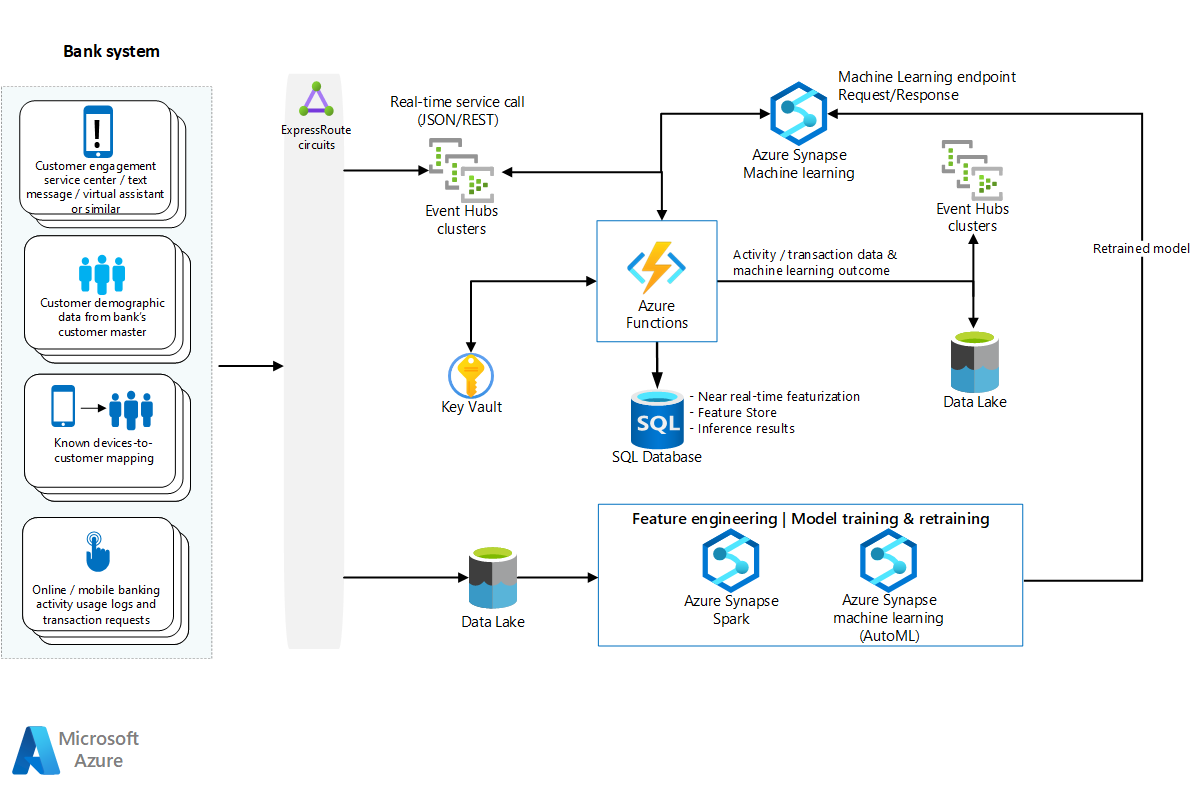 Bank system
Customer engagement
service center / text
message / virtual assistant
or similar
Customer demographic
data from bank's
customer master
Known devices-to-
customer mapping
Online / mobile banking
activity usage logs and
transaction requests
ExpressRoute
circuits
Real-time service call
(JSON/REST)
Event Hubs
clusters
Machine Learning endpoint
Request/Response
Azure Synapse
Machine learning
Event Hubs
clusters
Retrained model
Activity / transaction data &
machine learning outcome
Azure
Functions
Key Vault
Data Lake
SQL
- Near real-time featurization
- Feature Store
- Inference results
SQL Database
Feature engineering | Model training & retraining
Azure Synapse
Spark
Azure Synapse
machine learning
(AutoML)
Data Lake
Microsoft
Azure